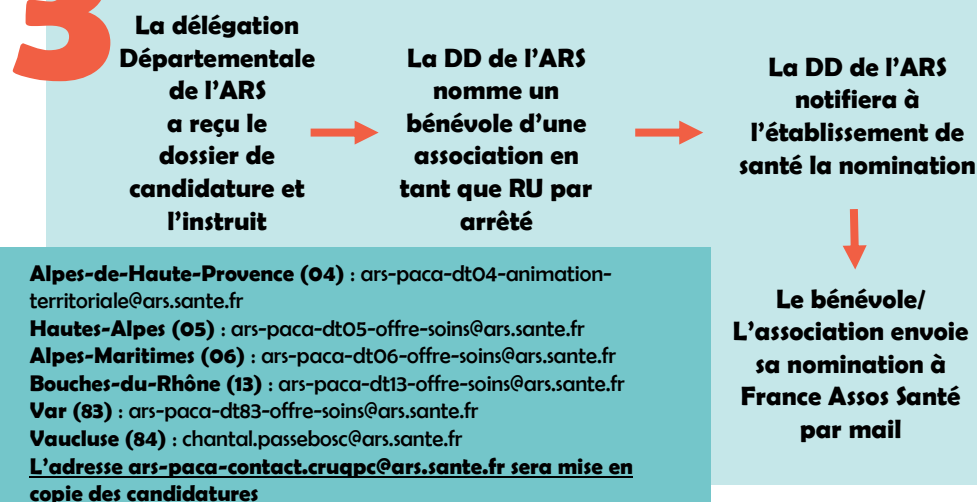 3
La délégation
Départementale
de l’ARS
a reçu le
dossier de
candidature et
l’instruit
La DD de l’ARS
nomme un
bénévole d’une
association en
tant que RU par
arrêté
La DD de l’ARS
notifiera à
l’établissement de
santé la nomination
Le bénévole/
L’association envoie
sa nomination à
France Assos Santé
par mail
Alpes-de-Haute-Provence (04) : ars-paca-dt04-animation-
territoriale@ars.sante.fr
Hautes-Alpes (05) : ars-paca-dt05-offre-soins@ars.sante.fr
Alpes-Maritimes (06) : ars-paca-dt06-offre-soins@ars.sante.fr
Bouches-du-Rhône (13) : ars-paca-dt13-offre-soins@ars.sante.fr
Var (83) : ars-paca-dt83-offre-soins@ars.sante.fr
Vaucluse (84) : chantal.passebosc@ars.sante.fr
L’adresse ars-paca-contact.cruqpc@ars.sante.fr sera mise en
copie des candidatures